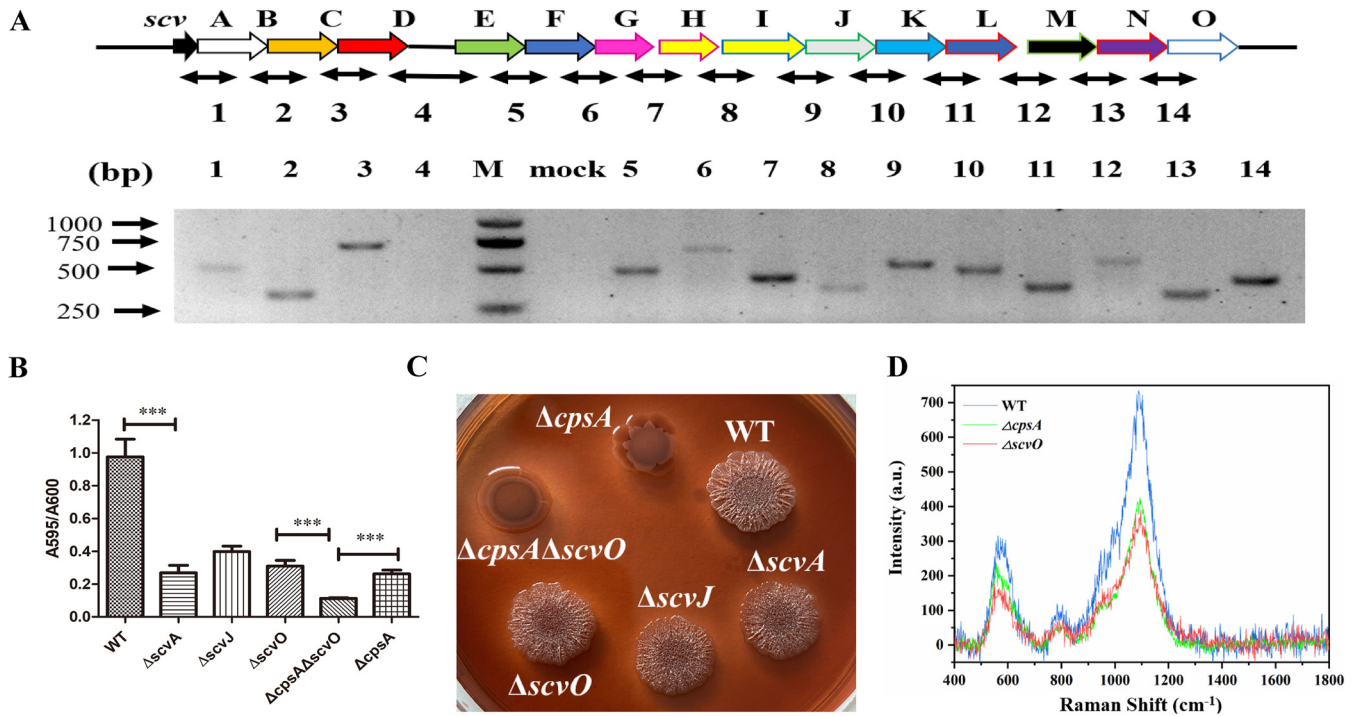 A
scv A B C D E F G H I J K L M N O
1 2 3 4 5 6 7 8 9 10 11 12 13 14
(bp) 1 2 3 4 M mock 5 6 7 8 9 10 11 12 13 14
1000
750
500
250
B
A595/A600
1.2
1.0
0.8
0.6
0.4
0.2
0.0
***
***
***
WT
ΔscvA
ΔscvJ
ΔscvO
ΔcpsAΔscvO
ΔcpsA
C
ΔcpsA
WT
ΔcpsAΔscvO
ΔscvA
ΔscvJ
ΔscvO
D
Intensity (a.u.)
700
600
500
400
300
200
100
0
WT
ΔcpsA
ΔscvO
400 600 800 1000 1200 1400 1600 1800
Raman Shift (cm-1)